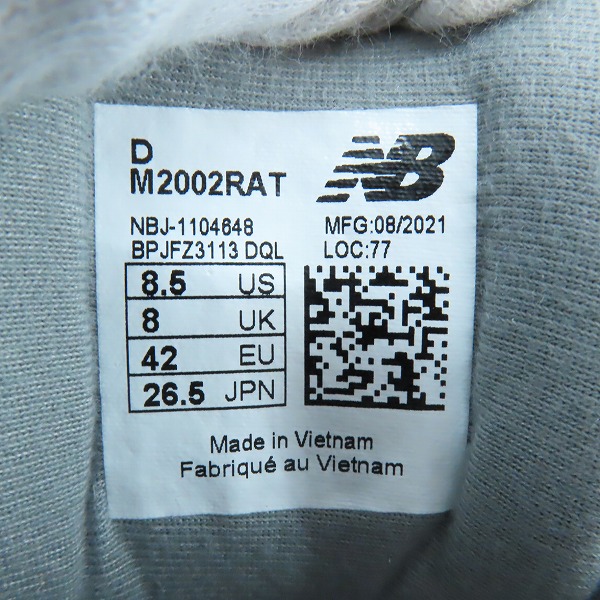 D
M2002RAT
NB
NBJ-1104648
MFG:08/2021
BPJFZ3113 DQL
LOC:77
8.5 US
8 UK
42 EU
26.5 JPN
Made in Vietnam
Fabriqué au Vietnam